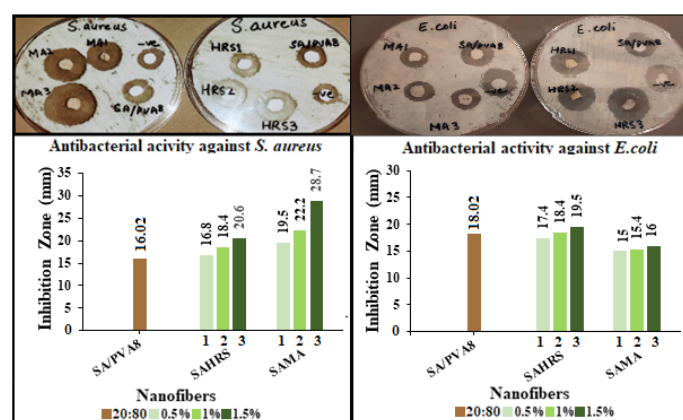 S. aureus
MA2
MA1
-ve
MA3
SA/PVA8
S. aureus
HRS1
SA/PVA8
HRS2
-ve
HRS3
E. coli
MA1
SA/PVA8
MA2
-ve
MA3
E. coli
HRS1
SA/PVA8
-ve
HRS2
HRS3
Antibacterial acivity against S. aureus
Inhibition Zone (mm)
35
30
25
20
15
10
5
0
16.02
16.8
18.4
20.6
19.5
22.2
28.7
1 2 3 1 2 3
SA/PVA8
SAHRS
SAMA
Nanofibers
20:80 0.5% 1% 1.5%
Antibacterial activity against E.coli
Inhibition Zone (mm)
30
25
20
15
10
5
0
18.02
17.4
18.4
19.5
15
15.4
16
1 2 3 1 2 3
SA/PVA8
SAHRS
SAMA
Nanofibers
20:80 0.5% 1% 1.5%